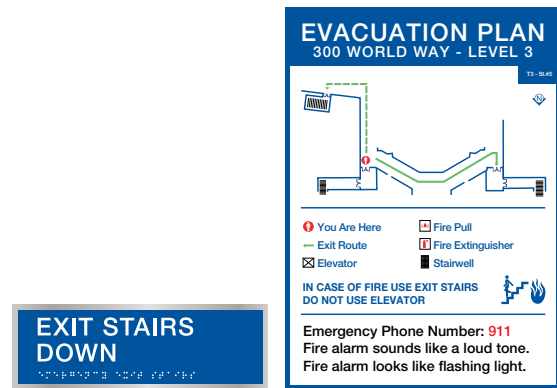 EXIT STAIRS
DOWN
EVACUATION PLAN
300 WORLD WAY - LEVEL 3
T3 - St.#5
N
You Are Here
Fire Pull
Exit Route
Fire Extinguisher
Elevator
Stairwell
IN CASE OF FIRE USE EXIT STAIRS
DO NOT USE ELEVATOR
Emergency Phone Number: 911
Fire alarm sounds like a loud tone.
Fire alarm looks like flashing light.